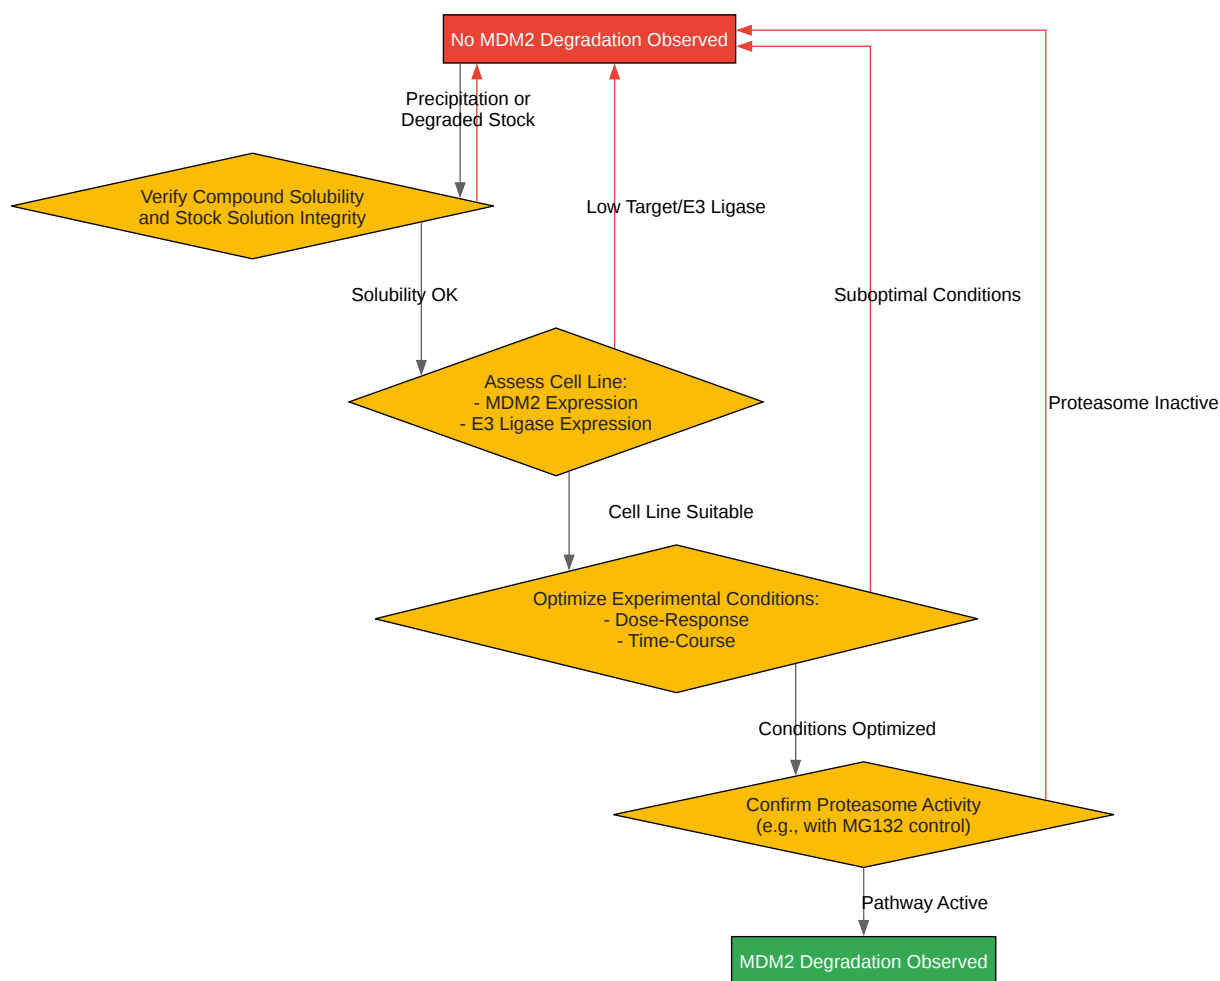 No MDM2 Degradation Observed
Precipitation or
Degraded Stock
Verify Compound Solubility
and Stock Solution Integrity
Low Target/E3 Ligase
Solubility OK
Suboptimal Conditions
Assess Cell Line:
- MDM2 Expression
- E3 Ligase Expression
Proteasome Inactive
Cell Line Suitable
Optimize Experimental Conditions:
- Dose-Response
- Time-Course
Conditions Optimized
Confirm Proteasome Activity
(e.g., with MG132 control)
Pathway Active
MDM2 Degradation Observed